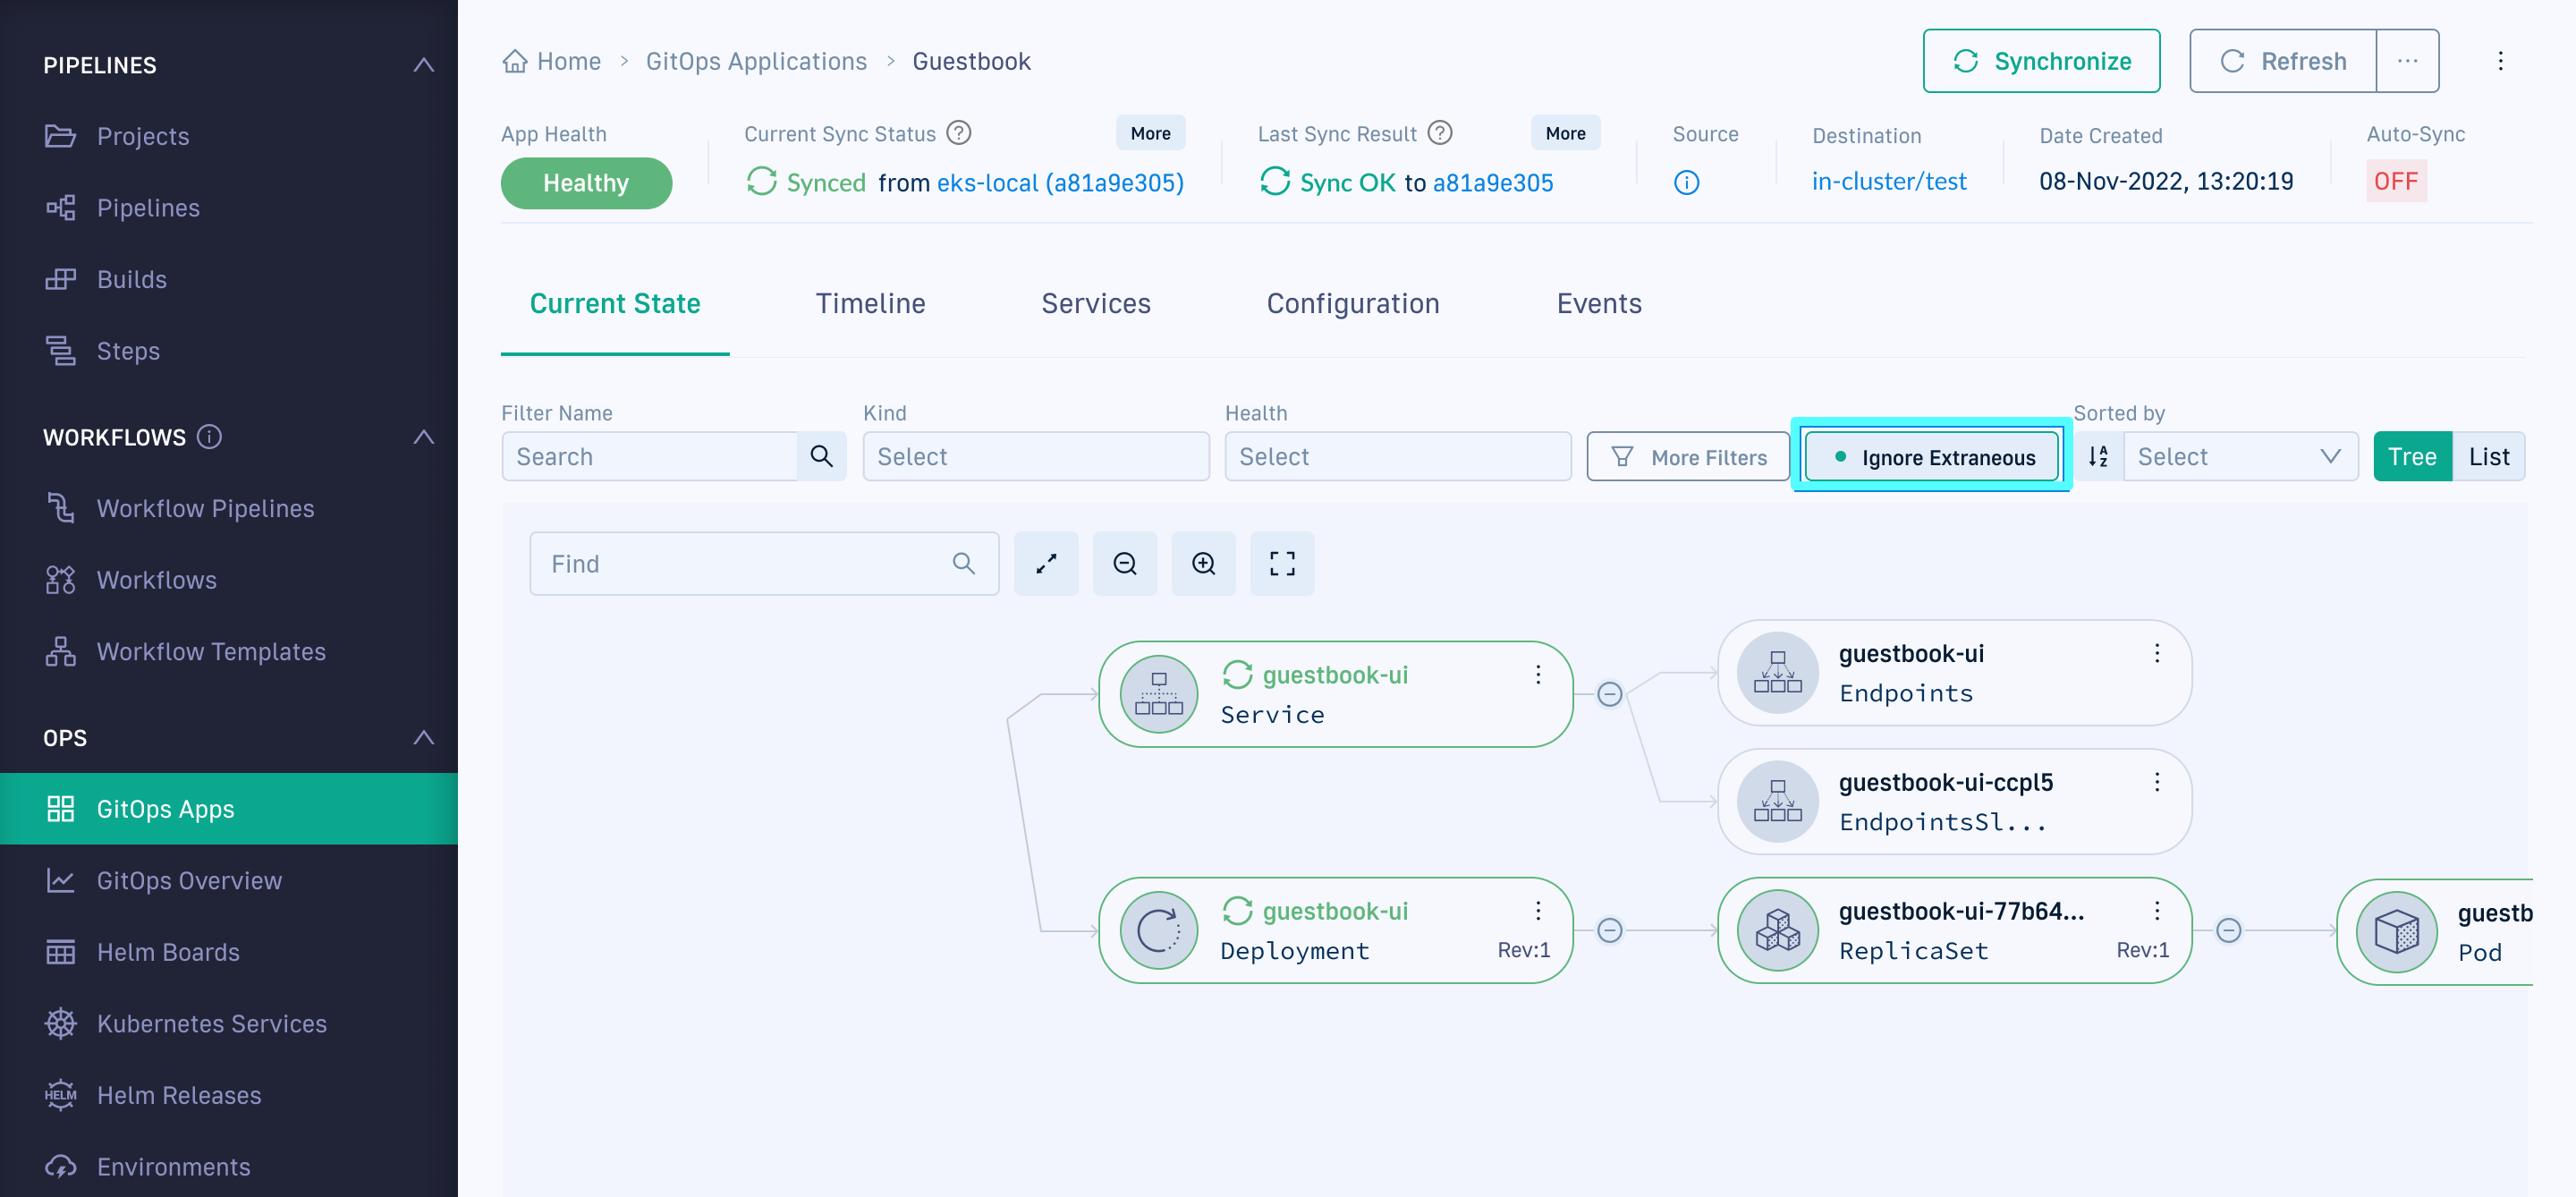 PIPELINES
Projects
Pipelines
Builds
Steps
WORKFLOWS
Workflow Pipelines
Workflows
Workflow Templates
OPS
GitOps Apps
GitOps Overview
Helm Boards
Kubernetes Services
HELM Helm Releases
Environments
Home > GitOps Applications > Guestbook
Synchronize
Refresh
App Health
Healthy
Current Sync Status
More
Synced from eks-local (a81a9e305)
Last Sync Result
More
Sync OK to a81a9e305
Source
Destination
in-cluster/test
Date Created
08-Nov-2022, 13:20:19
Auto-Sync
OFF
Current State
Timeline
Services
Configuration
Events
Filter Name
Search
Kind
Select
Health
Select
More Filters
Ignore Extraneous
Sorted by
AZ
Select
Tree
List
Find
guestbook-ui
Service
guestbook-ui
Endpoints
guestbook-ui-ccpl5
EndpointsSl...
guestbook-ui
Deployment
Rev:1
guestbook-ui-77b64...
ReplicaSet
Rev:1
guestb
Pod